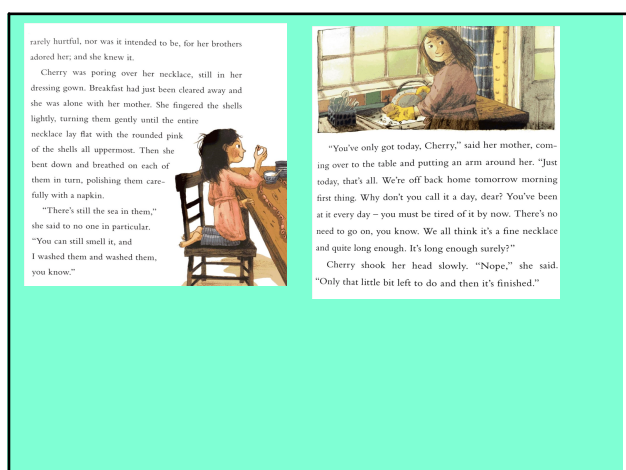 rarely hurtful, nor was it intended to be, for her brothers
adored her; and she knew it.
Cherry was poring over her necklace, still in her
dressing gown. Breakfast had just been cleared away and
she was alone with her mother. She fingered the shells
lightly, turning them gently until the entire
necklace lay flat with the rounded pink
of the shells all uppermost. Then she
bent down and breathed on each of
them in turn, polishing them care-
fully with a napkin.
“There’s still the sea in them,”
she said to no one in particular.
“You can still smell it, and
I washed them and washed them,
you know.”
“You’ve only got today, Cherry,” said her mother, com-
ing over to the table and putting an arm around her. “Just
today, that’s all. We’re off back home tomorrow morning
first thing. Why don’t you call it a day, dear? You’ve been
at it every day – you must be tired of it by now. There’s no
need to go on, you know. We all think it’s a fine necklace
and quite long enough. It’s long enough surely?”
Cherry shook her head slowly. “Nope,” she said.
“Only that little bit left to do and then it’s finished.”